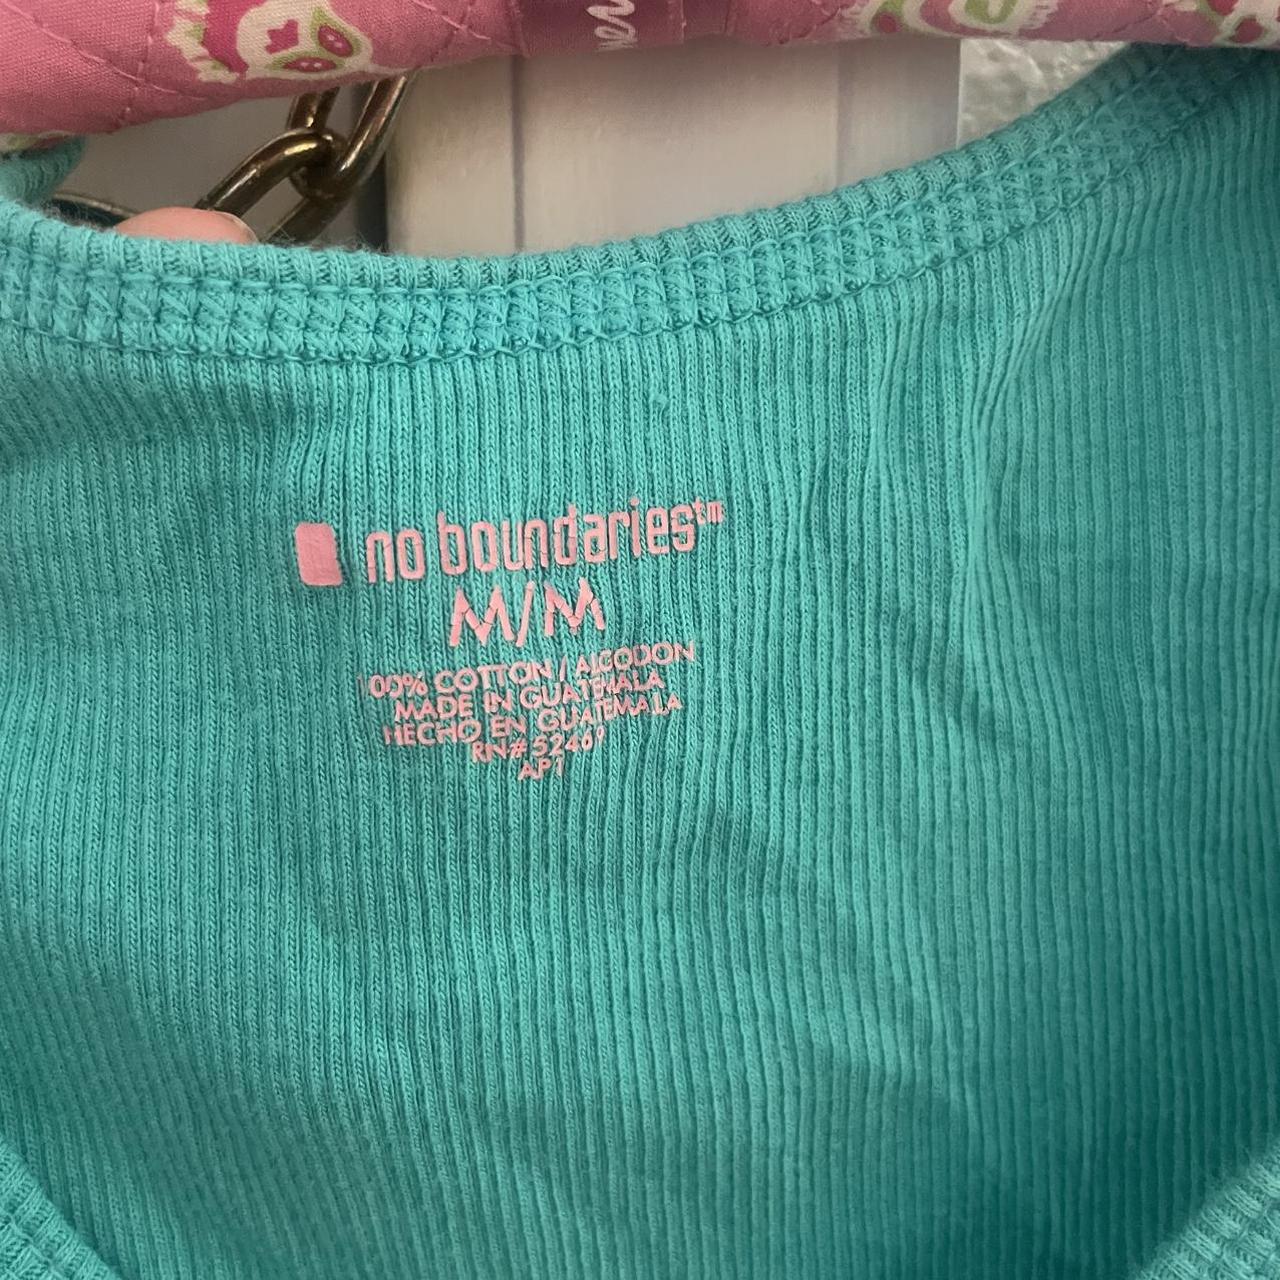 no boundaries™
M/M
100% COTTON / ALGODON
MADE IN GUATEMALA
HECHO EN GUATEMALA
RN# 52469
AP1